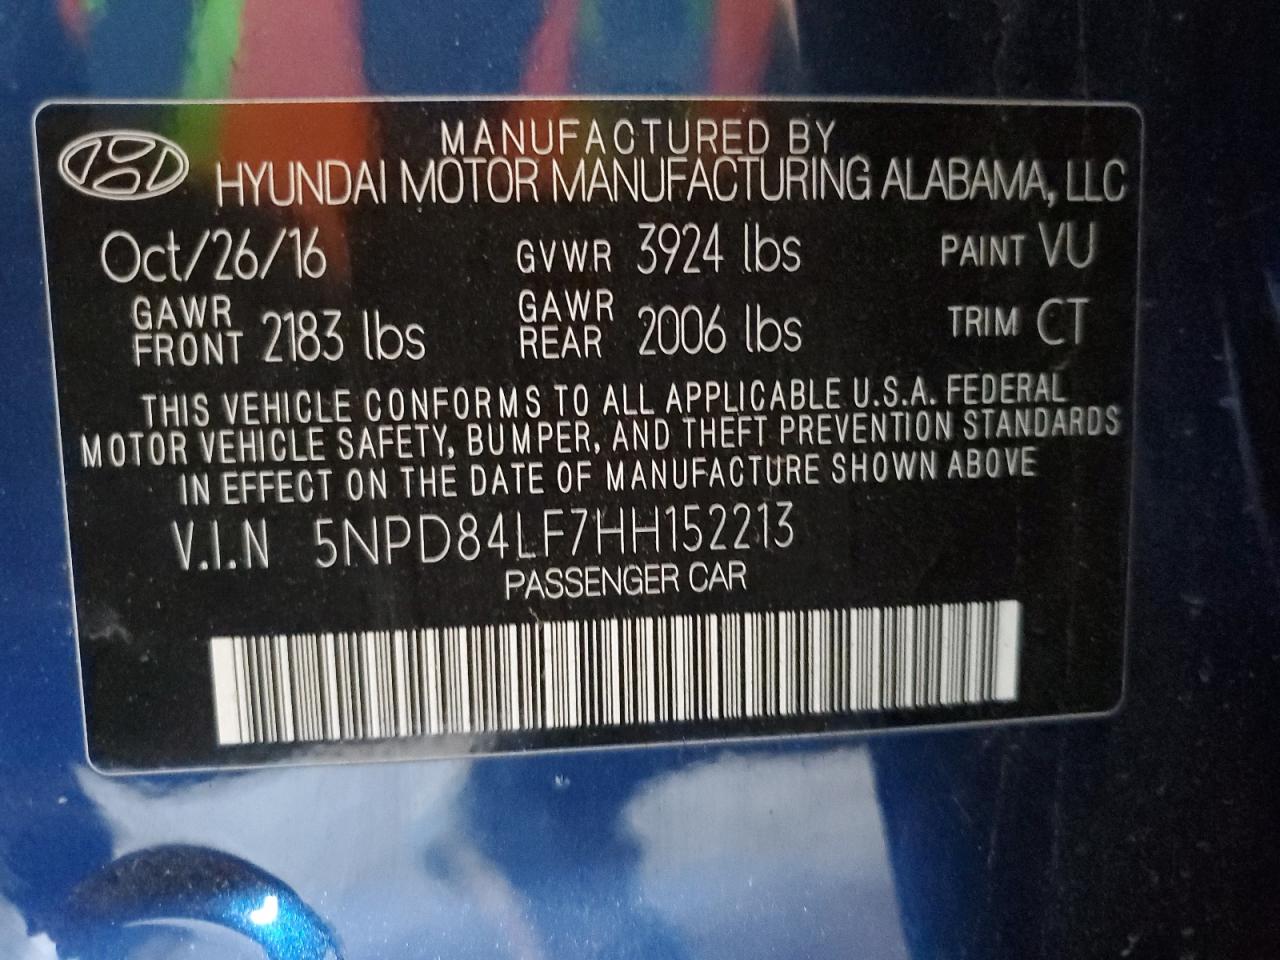 MANUFACTURED BY
HYUNDAI MOTOR MANUFACTURING ALABAMA, LLC
Oct/26/16 GVWR 3924 lbs PAINT VU
GAWR FRONT 2183 lbs GAWR REAR 2006 lbs TRIM CT
THIS VEHICLE CONFORMS TO ALL APPLICABLE U.S.A. FEDERAL
MOTOR VEHICLE SAFETY, BUMPER, AND THEFT PREVENTION STANDARDS
IN EFFECT ON THE DATE OF MANUFACTURE SHOWN ABOVE
V.I.N 5NPD84LF7HH152213
PASSENGER CAR